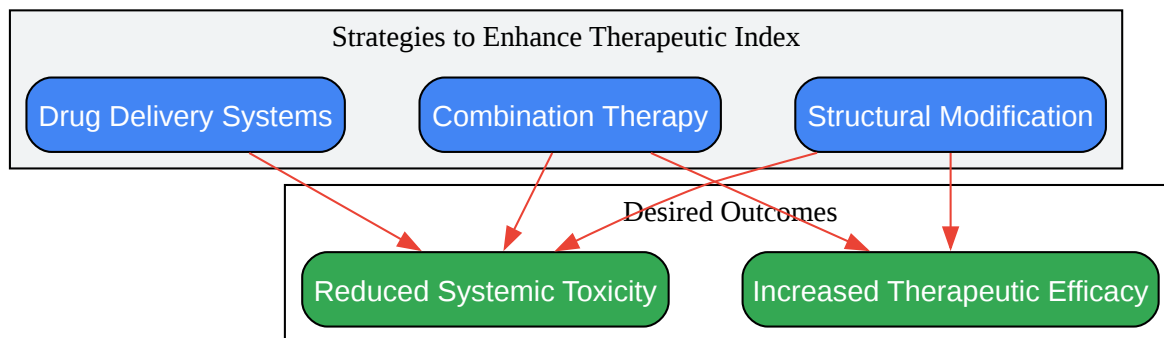 Strategies to Enhance Therapeutic Index
Drug Delivery Systems
Combination Therapy
Structural Modification
Desired Outcomes
Reduced Systemic Toxicity
Increased Therapeutic Efficacy